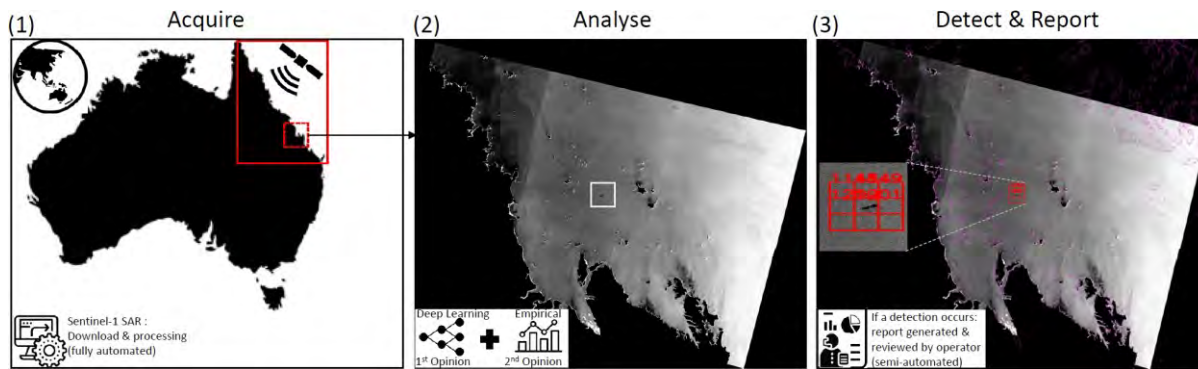 (1) Acquire
Sentinel-1 SAR :
Download & processing
(fully automated)
(2) Analyse
Deep Learning
1st Opinion
Empirical
2nd Opinion
(3) Detect & Report
If a detection occurs:
report generated &
reviewed by operator
(semi-automated)